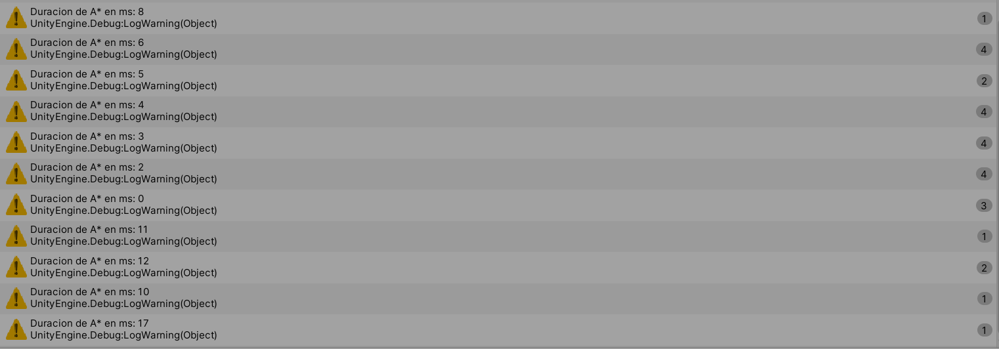 Duracion de A* en ms: 8
UnityEngine.Debug:LogWarning(Object)
1
Duracion de A* en ms: 6
UnityEngine.Debug:LogWarning(Object)
4
Duracion de A* en ms: 5
UnityEngine.Debug:LogWarning(Object)
2
Duracion de A* en ms: 4
UnityEngine.Debug:LogWarning(Object)
4
Duracion de A* en ms: 3
UnityEngine.Debug:LogWarning(Object)
4
Duracion de A* en ms: 2
UnityEngine.Debug:LogWarning(Object)
4
Duracion de A* en ms: 0
UnityEngine.Debug:LogWarning(Object)
3
Duracion de A* en ms: 11
UnityEngine.Debug:LogWarning(Object)
1
Duracion de A* en ms: 12
UnityEngine.Debug:LogWarning(Object)
2
Duracion de A* en ms: 10
UnityEngine.Debug:LogWarning(Object)
1
Duracion de A* en ms: 17
UnityEngine.Debug:LogWarning(Object)
1